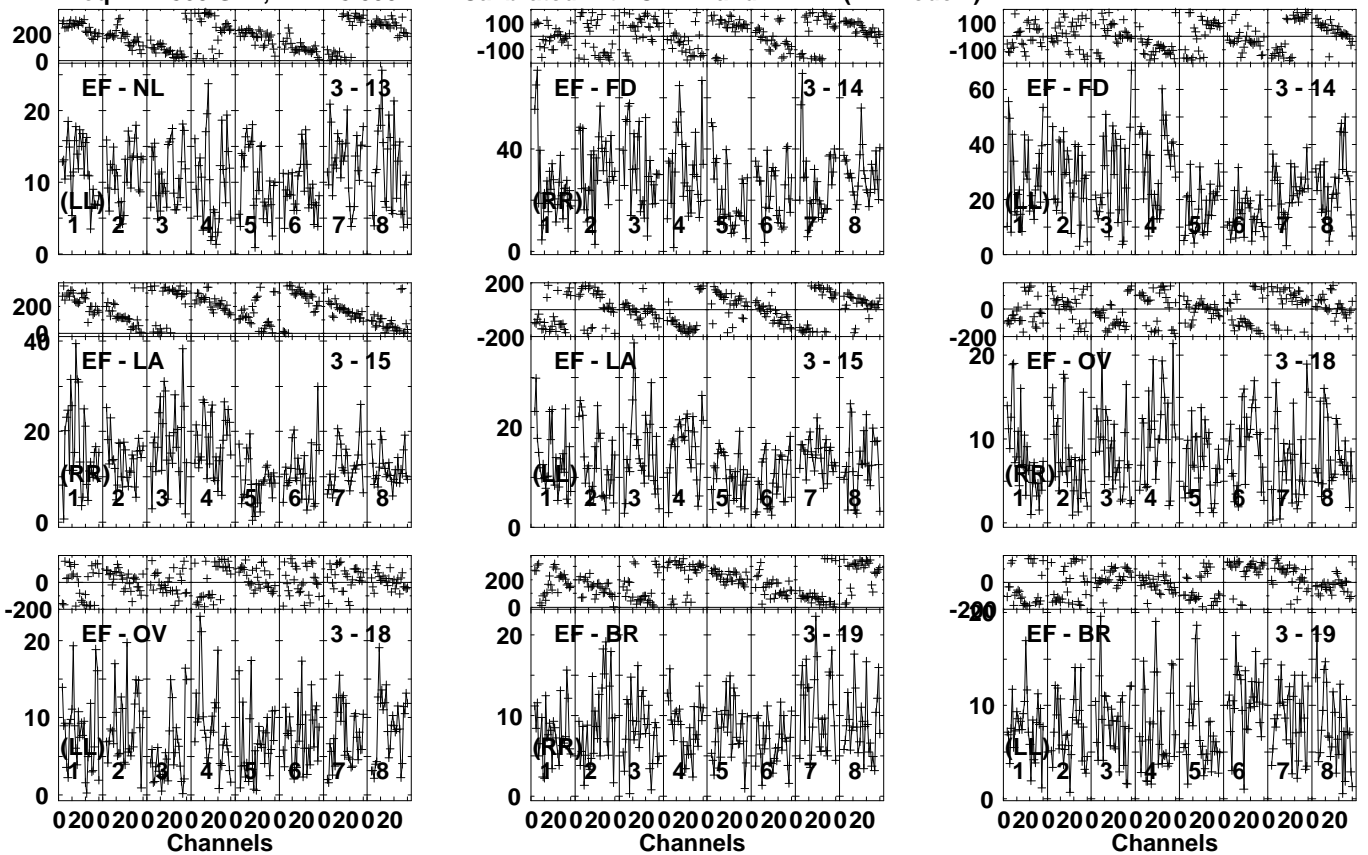 200 100 -100 100 -100
0
EF - NL 3 - 13 EF - FD 3 - 14 EF - FD 3 - 14
20 10 0 40 0 60 40 20 0
(LL) (RR) (LL)
1 2 3 4 5 6 7 8 1 2 3 4 5 6 7 8 1 2 3 4 5 6 7 8
200 0 200 -200 0 -200
EF - LA 3 - 15 EF - LA 3 - 15 EF - OV 3 - 18
40 20 0 20 0 20 10 0
(RR) (LL) (RR)
1 2 3 4 5 6 7 8 1 2 3 4 5 6 7 8 1 2 3 4 5 6 7 8
0 -200 200 0 0 -200
EF - OV 3 - 18 EF - BR 3 - 19 EF - BR 3 - 19
20 10 0 20 10 0 20 10 0
(LL) (RR) (LL)
1 2 3 4 5 6 7 8 1 2 3 4 5 6 7 8 1 2 3 4 5 6 7 8
0 20 0 20 0 20 0 20 0 20 0 20 0 20 0 20 0 20 0 20 0 20 0 20 0 20 0 20 0 20 0 20 0 20 0 20 0 20 0 20 0 20 0 20 0 20 0 20
Channels Channels Channels